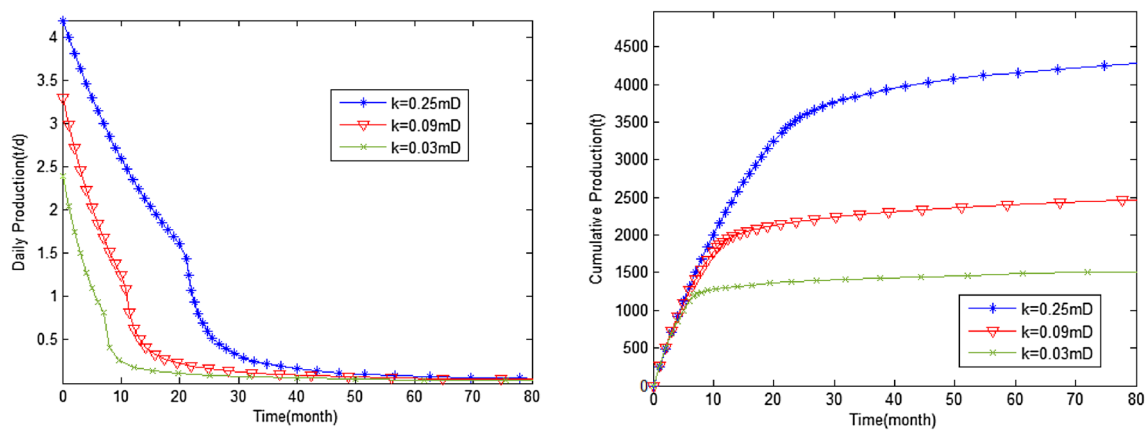 4
3.5
3
2.5
2
1.5
1
0.5
0 10 20 30 40 50 60 70 80
Daily Production(t/d)
Time(month)
k=0.25mD
k=0.09mD
k=0.03mD
4500
4000
3500
3000
2500
2000
1500
1000
500
0
0 10 20 30 40 50 60 70 80
Cumulative Production(t)
Time(month)
k=0.25mD
k=0.09mD
k=0.03mD